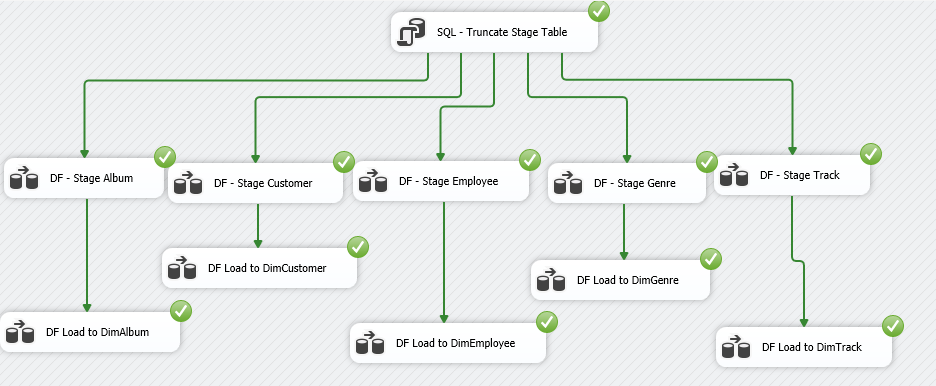 SQL - Truncate Stage Table
DF - Stage Album
DF - Stage Customer
DF - Stage Employee
DF - Stage Genre
DF - Stage Track
DF Load to DimCustomer
DF Load to DimGenre
DF Load to DimAlbum
DF Load to DimEmployee
DF Load to DimTrack